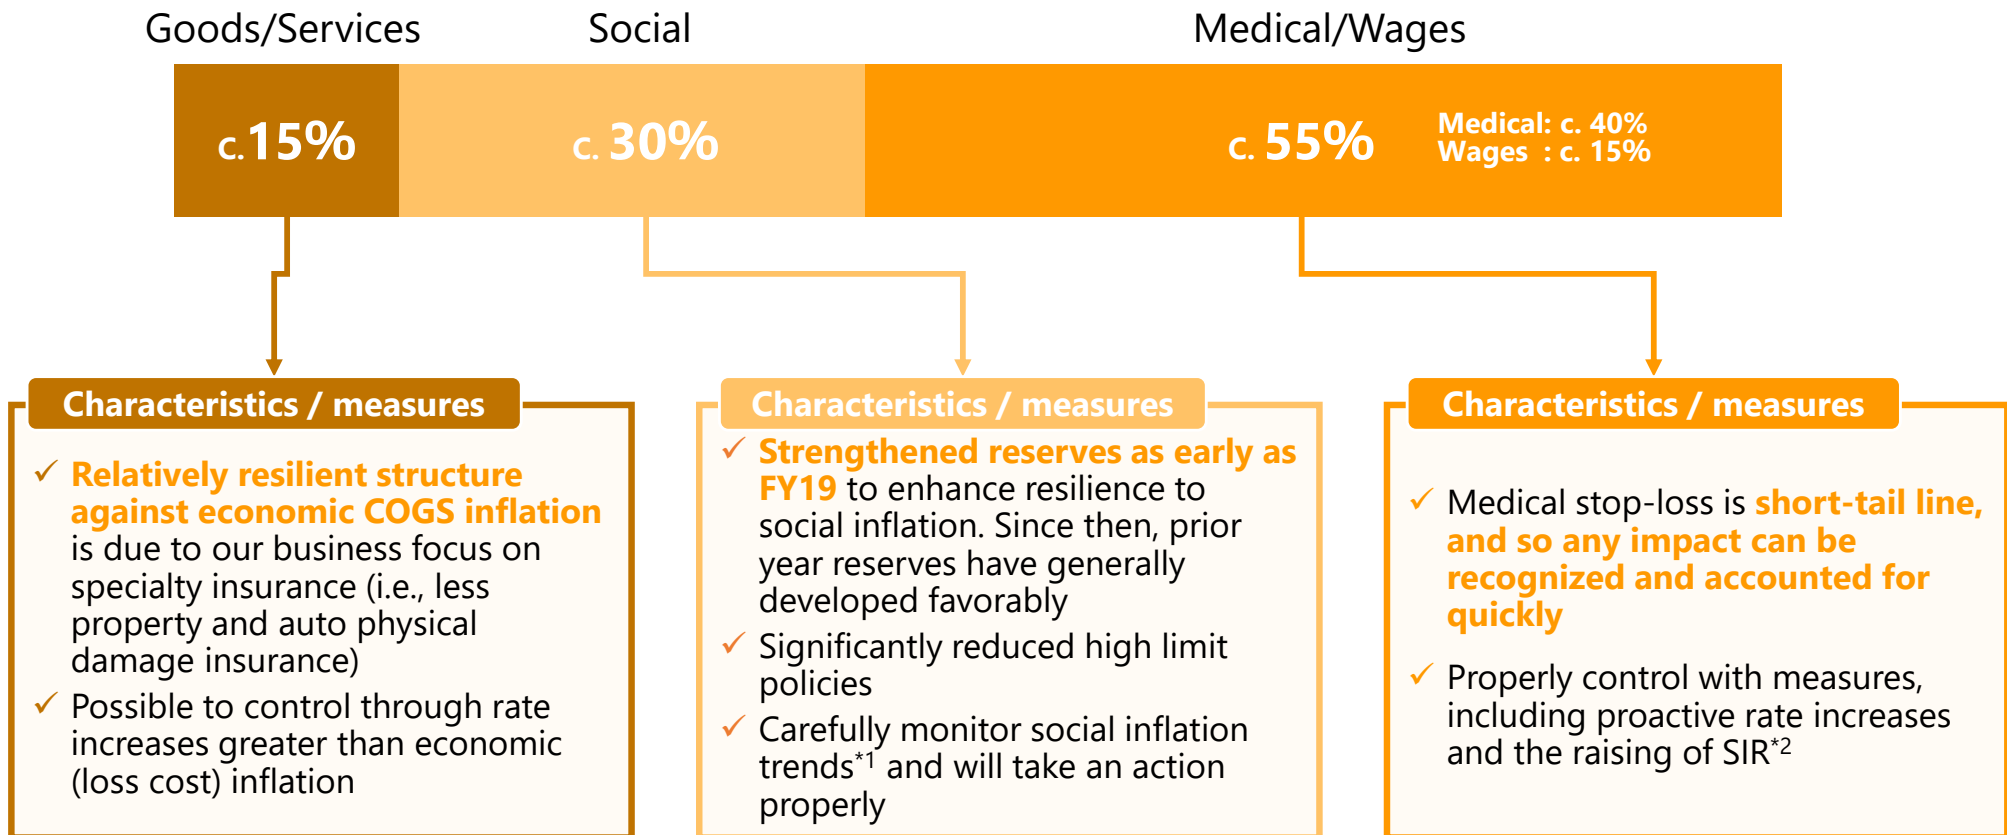 Goods/Services
Social
Medical/Wages
c. 15%
c. 30%
c. 55%
Medical: c. 40%
Wages : c. 15%
Characteristics / measures
✓ Relatively resilient structure
against economic COGS inflation
is due to our business focus on
specialty insurance (i.e., less
property and auto physical
damage insurance)
✓ Possible to control through rate
increases greater than economic
(loss cost) inflation
Characteristics / measures
✓ Strengthened reserves as early as
FY19 to enhance resilience to
social inflation. Since then, prior
year reserves have generally
developed favorably
✓ Significantly reduced high limit
policies
✓ Carefully monitor social inflation
trends*1 and will take an action
properly
Characteristics / measures
✓ Medical stop-loss is short-tail line,
and so any impact can be
recognized and accounted for
quickly
✓ Properly control with measures,
including proactive rate increases
and the raising of SIR*2